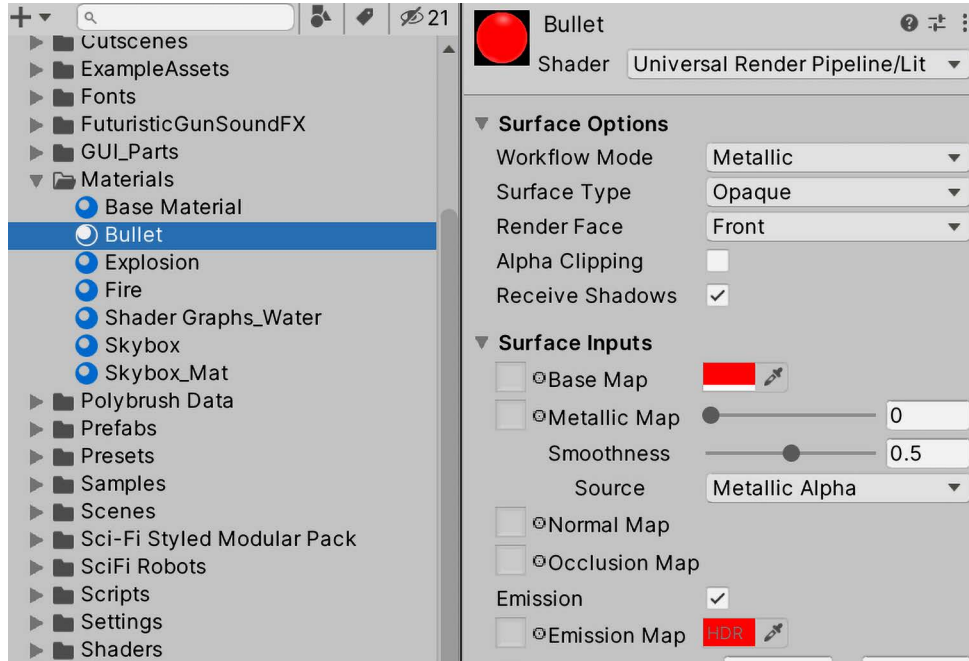 21
Cutscenes
ExampleAssets
Fonts
FuturisticGunSoundFX
GUI_Parts
Materials
Base Material
Bullet
Explosion
Fire
Shader Graphs_Water
Skybox
Skybox_Mat
Polybrush Data
Prefabs
Presets
Samples
Scenes
Sci-Fi Styled Modular Pack
SciFi Robots
Scripts
Settings
Shaders
Bullet
Shader Universal Render Pipeline/Lit
Surface Options
Workflow Mode Metallic
Surface Type Opaque
Render Face Front
Alpha Clipping
Receive Shadows
Surface Inputs
Base Map
Metallic Map 0
Smoothness 0.5
Source Metallic Alpha
Normal Map
Occlusion Map
Emission
Emission Map HDR